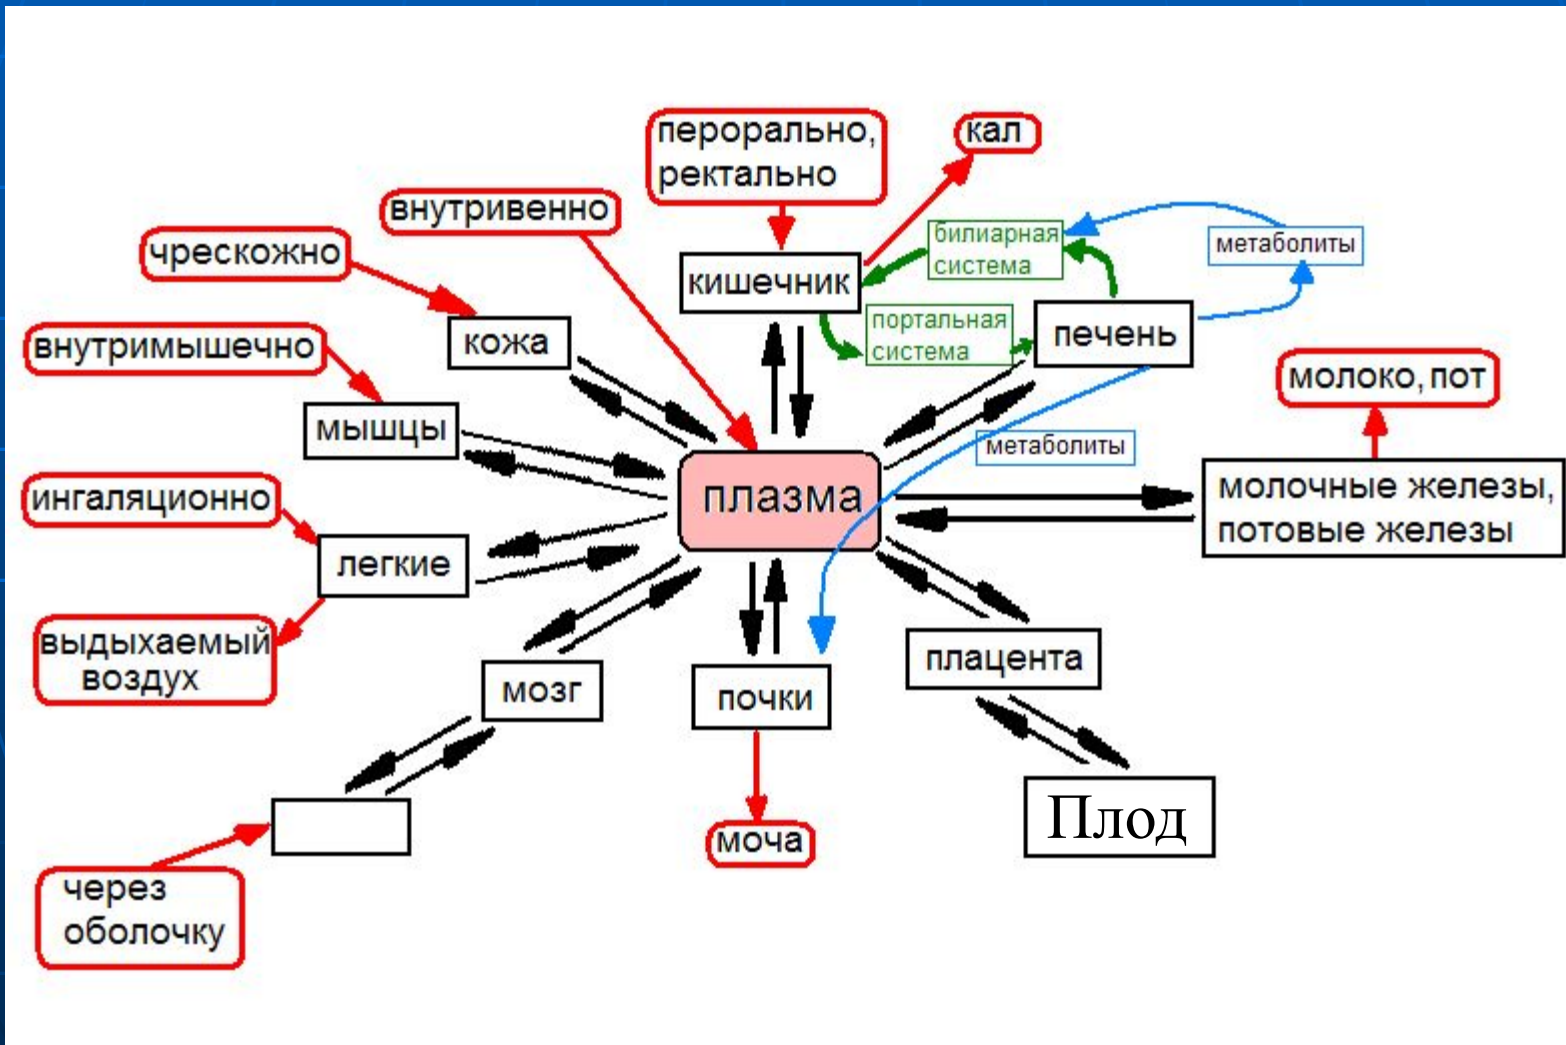 перорально,
ректально
кал
внутривенно
билиарная
система
метаболиты
чрескожно
кишечник
портальная
система
печень
внутримышечно
кожа
молоко, пот
мышцы
метаболиты
ингаляционно
плазма
молочные железы,
потовые железы
легкие
выдыхаемый
воздух
мозг
почки
плацента
моча
Плод
через
оболочку